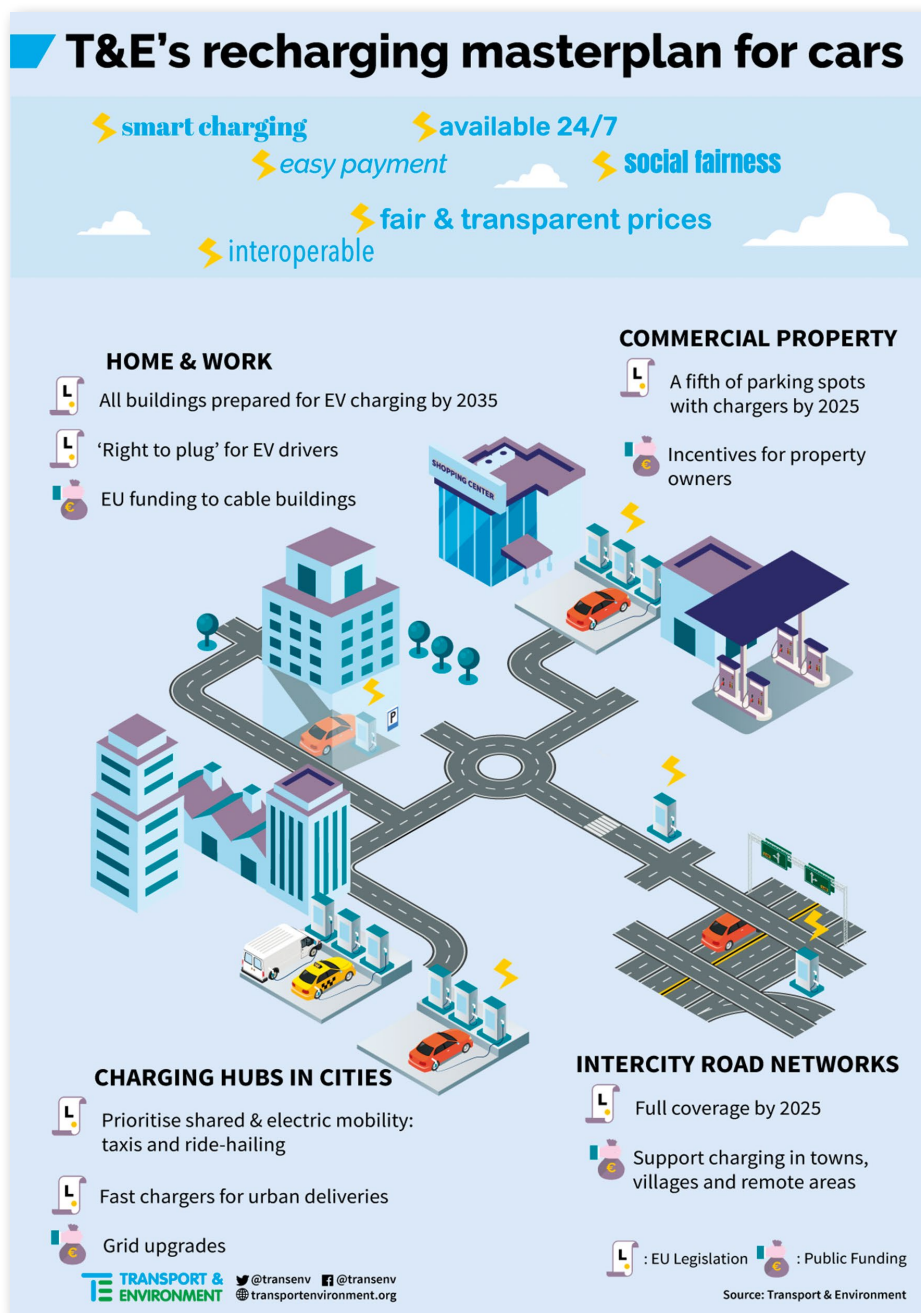 T&E's recharging masterplan for cars
smart charging
available 24/7
easy payment
social fairness
fair & transparent prices
interoperable
HOME & WORK
L
All buildings prepared for EV charging by 2035
L
'Right to plug' for EV drivers
€
EU funding to cable buildings
COMMERCIAL PROPERTY
L
A fifth of parking spots
with chargers by 2025
€
Incentives for property
owners
SHOPPING CENTER
P
CHARGING HUBS IN CITIES
L
Prioritise shared & electric mobility:
taxis and ride-hailing
L
Fast chargers for urban deliveries
€
Grid upgrades
INTERCITY ROAD NETWORKS
L
Full coverage by 2025
€
Support charging in towns,
villages and remote areas
L : EU Legislation € : Public Funding
TRANSPORT &
ENVIRONMENT
@transenv @transenv
transportenvironment.org
Source: Transport & Environment